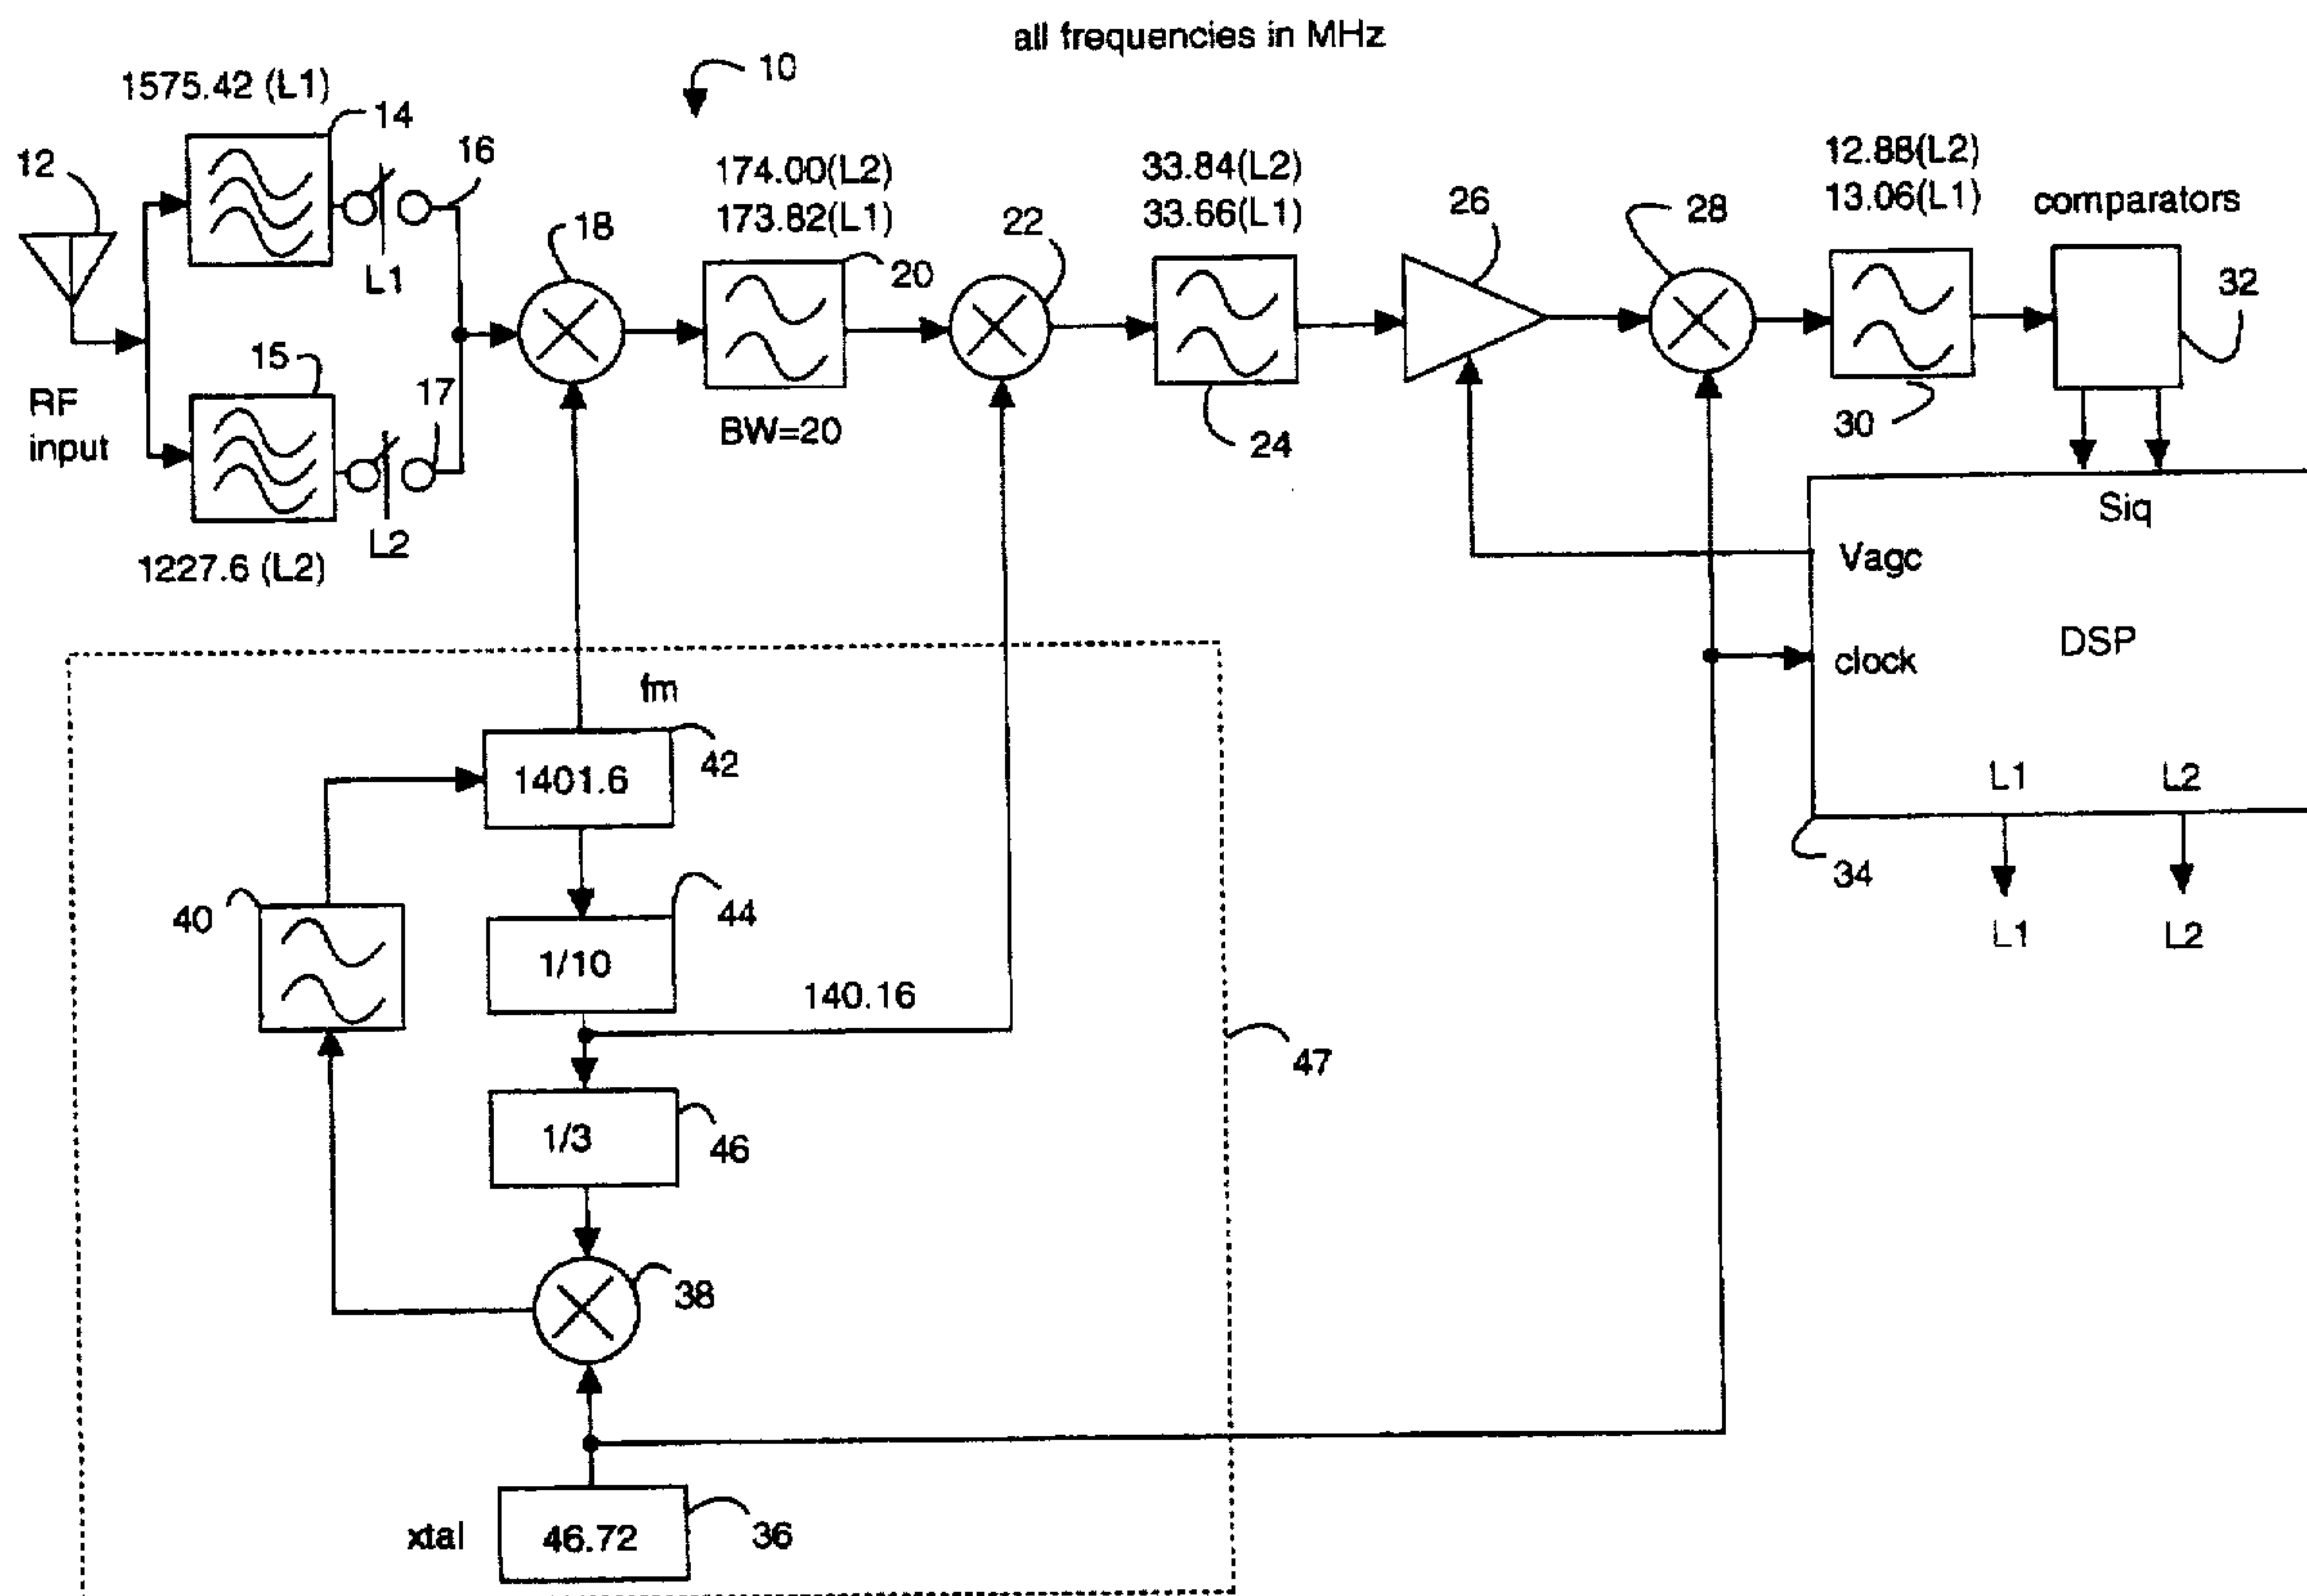 all frequencies in MHz
10
1575.42 (L1)
14
12
16
L1
RF
input
15
17
L2
1227.6 (L2)
18
174.00(L2)
173.82(L1)
20
BW=20
22
33.84(L2)
33.66(L1)
24
26
28
12.88(L2)
13.06(L1)
30
comparators
32
Siq
Vagc
DSP
clock
L1
L2
34
L1
L2
fm
1401.6
42
40
1/10
44
140.16
47
1/3
46
38
xtal
46.72
36